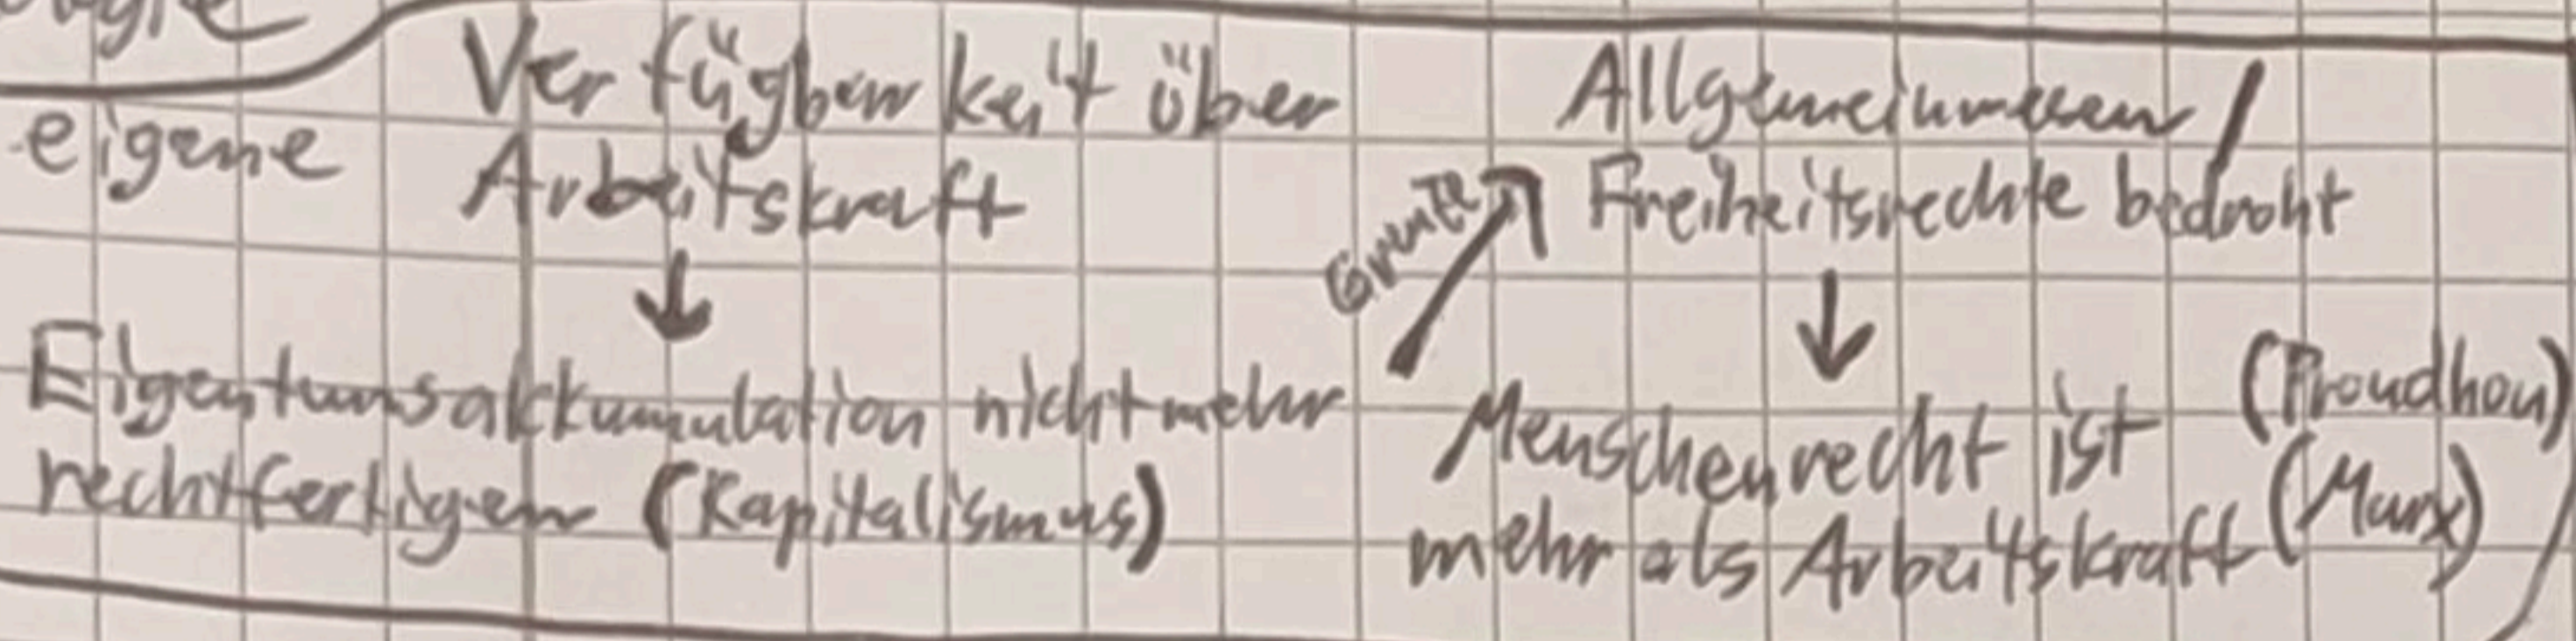 eigene
Verfügbarkeit über
Arbeitskraft
Eigentumsakkumulation nicht mehr
rechtfertigen (Kapitalismus)
Allgemeinwesen /
Freiheitsrechte bedroht
Menschenrecht ist (Proudhon)
mehr als Arbeitskraft (Marx)